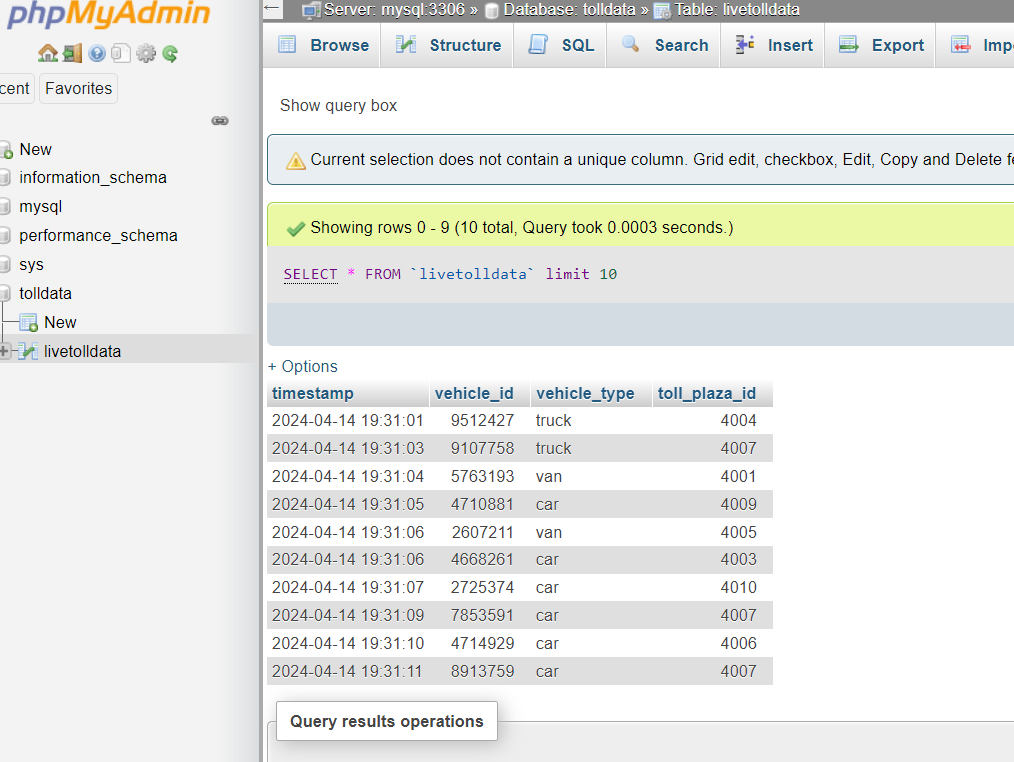 phpMyAdmin
cent Favorites
New
information_schema
mysql
performance_schema
sys
tolldata
New
livetolldata
Server: mysql:3306 » Database: tolldata » Table: livetolldata
Browse Structure SQL Search Insert Export Impo
Show query box
Current selection does not contain a unique column. Grid edit, checkbox, Edit, Copy and Delete fe
Showing rows 0 - 9 (10 total, Query took 0.0003 seconds.)
SELECT * FROM `livetolldata` limit 10
+ Options
timestamp vehicle_id vehicle_type toll_plaza_id
2024-04-14 19:31:01 9512427 truck 4004
2024-04-14 19:31:03 9107758 truck 4007
2024-04-14 19:31:04 5763193 van 4001
2024-04-14 19:31:05 4710881 car 4009
2024-04-14 19:31:06 2607211 van 4005
2024-04-14 19:31:06 4668261 car 4003
2024-04-14 19:31:07 2725374 car 4010
2024-04-14 19:31:09 7853591 car 4007
2024-04-14 19:31:10 4714929 car 4006
2024-04-14 19:31:11 8913759 car 4007
Query results operations